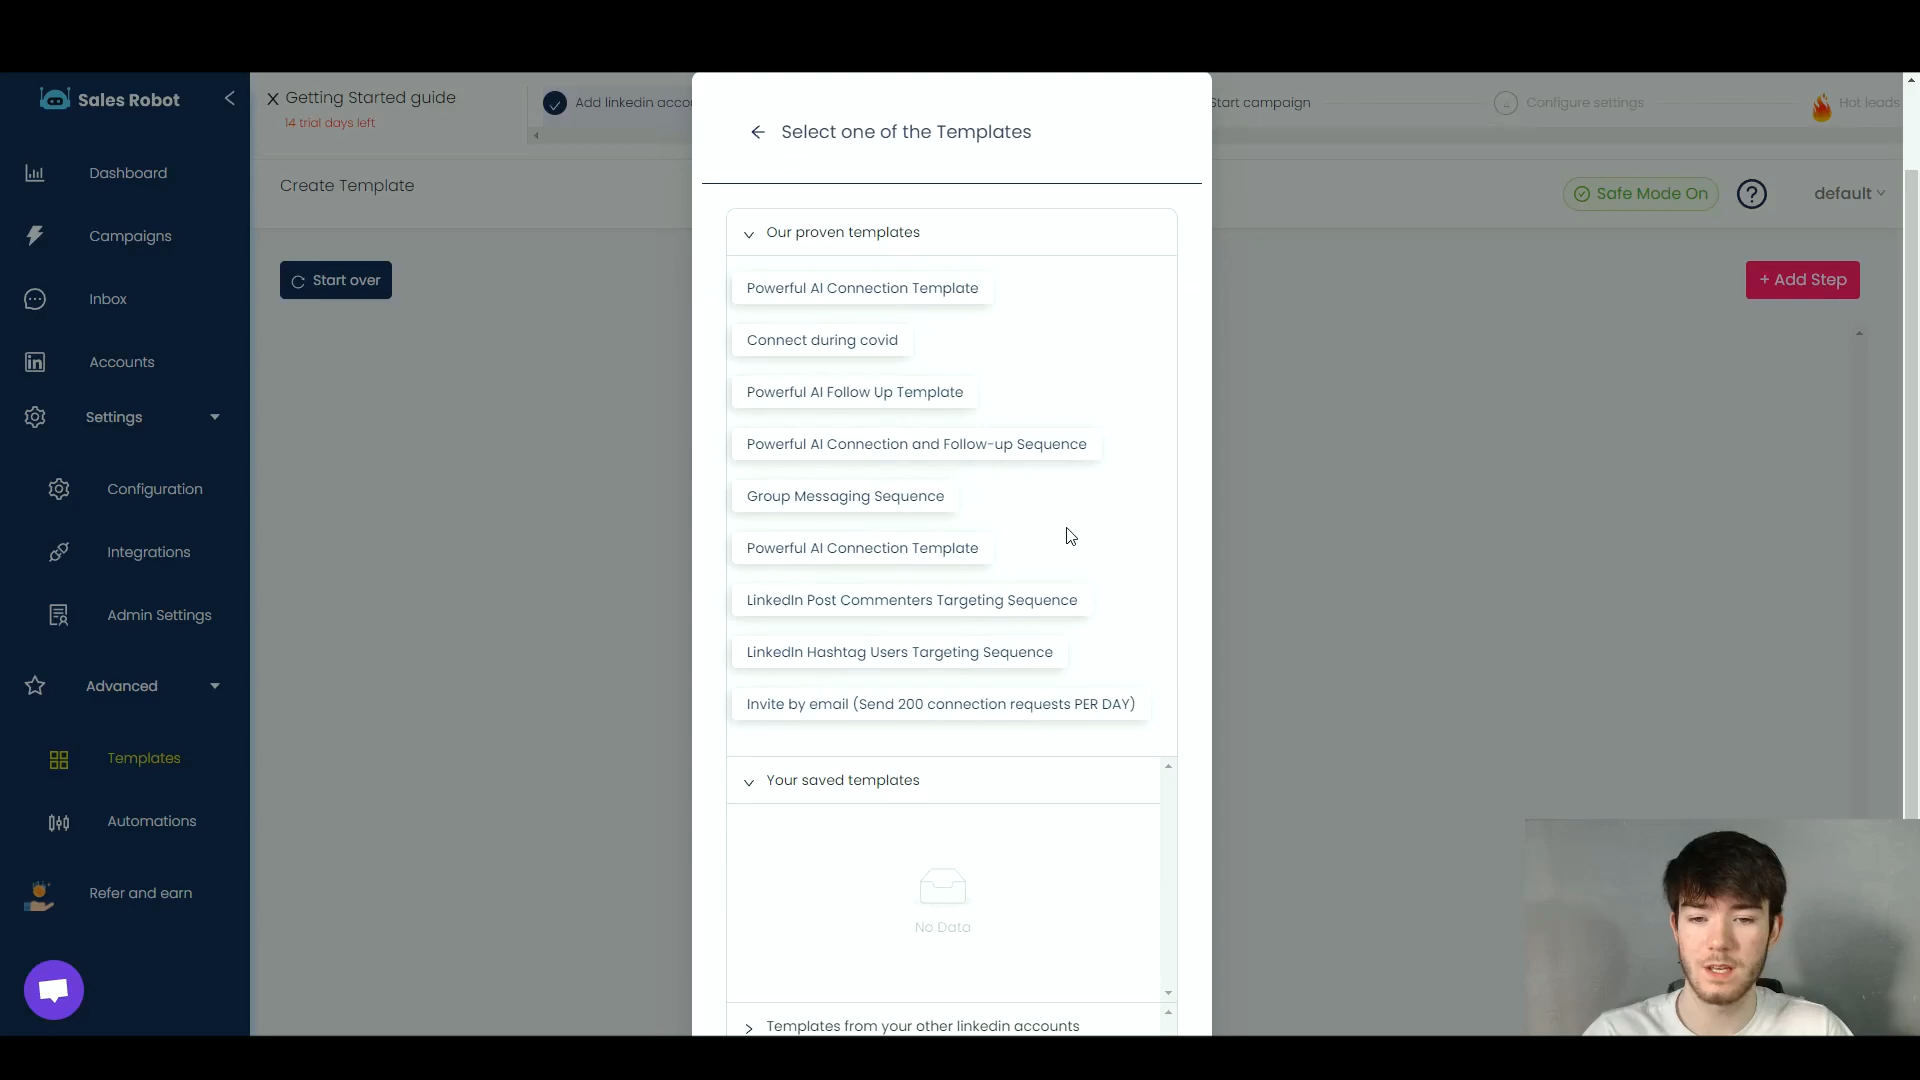 Sales Robot
Dashboard
Campaigns
Inbox
Accounts
Settings
Configuration
Integrations
Admin Settings
Advanced
Templates
Automations
Refer and earn
Getting Started guide
14 trial days left
Add linkedin accou
Start campaign
4
Configure settings
Hot leads
Create Template
Safe Mode On
?
default
Start over
+ Add Step
Select one of the Templates
Our proven templates
Powerful AI Connection Template
Connect during covid
Powerful AI Follow Up Template
Powerful AI Connection and Follow-up Sequence
Group Messaging Sequence
Powerful AI Connection Template
LinkedIn Post Commenters Targeting Sequence
LinkedIn Hashtag Users Targeting Sequence
Invite by email (Send 200 connection requests PER DAY)
Your saved templates
No Data
Templates from your other linkedin accounts